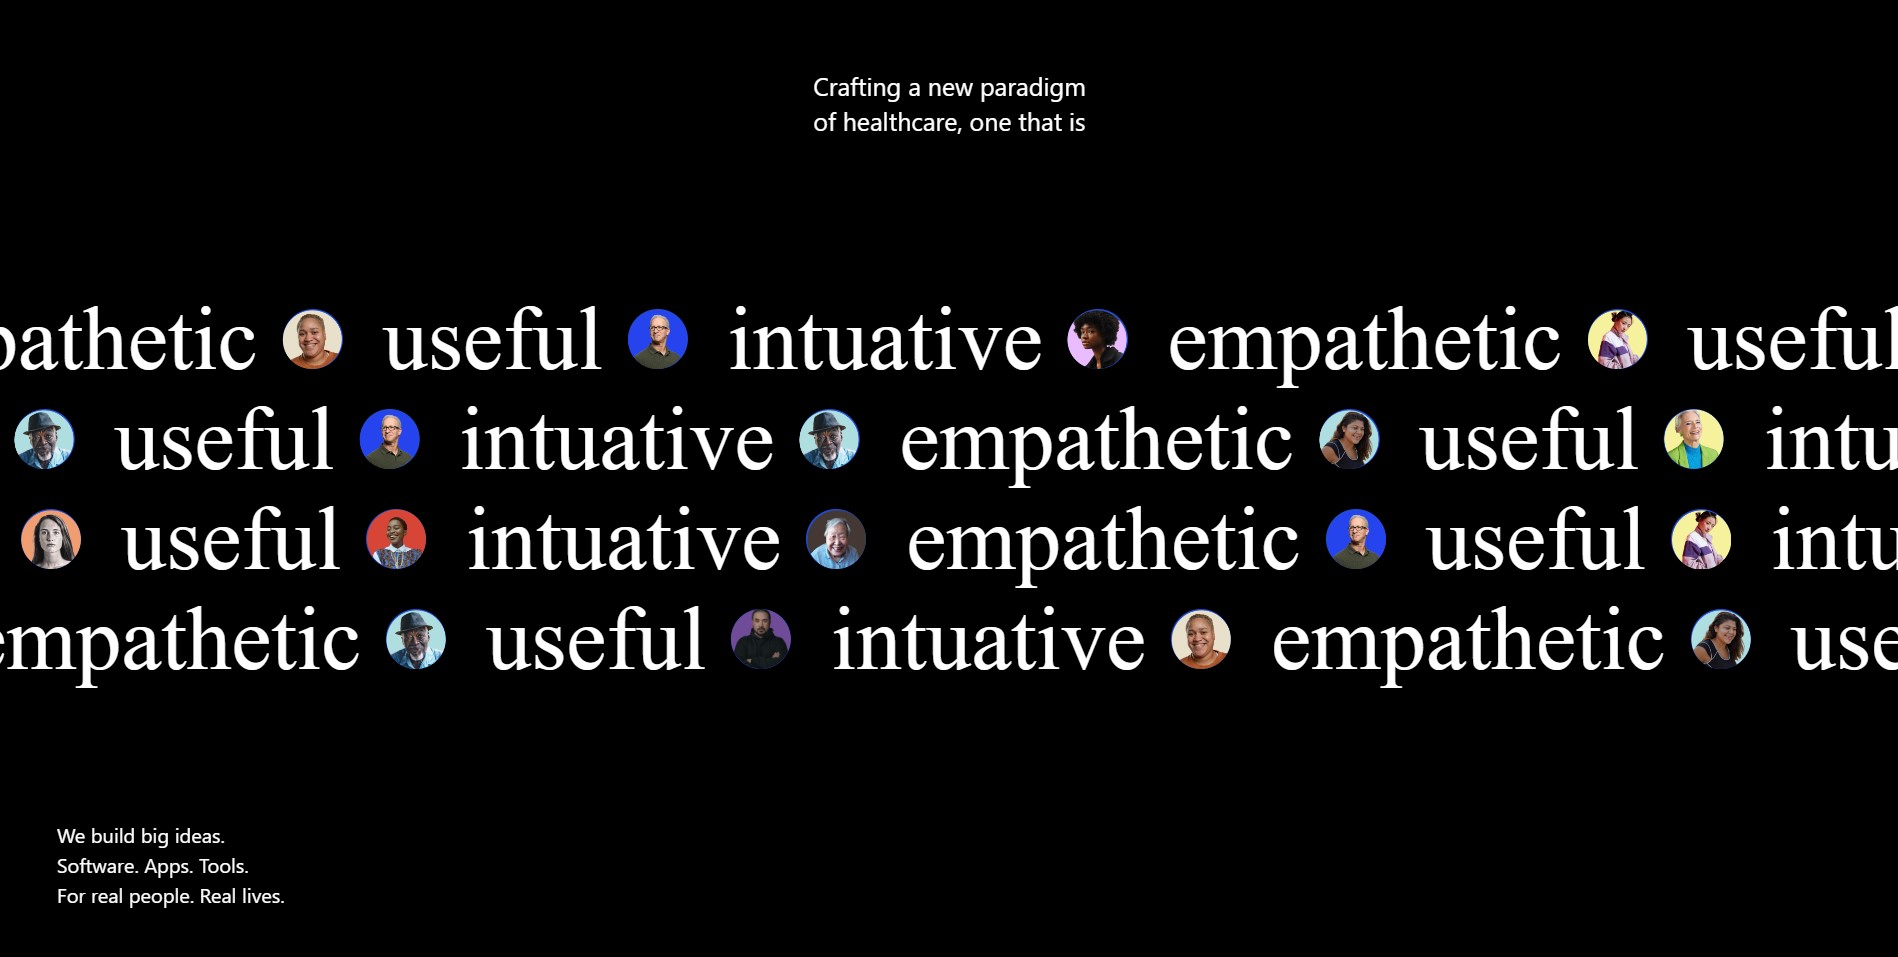 Crafting a new paradigm
of healthcare, one that is
pathetic useful intuative empathetic useful
useful intuative empathetic useful intu
useful intuative empathetic useful intu
empathetic useful intuative empathetic use
We build big ideas.
Software. Apps. Tools.
For real people. Real lives.